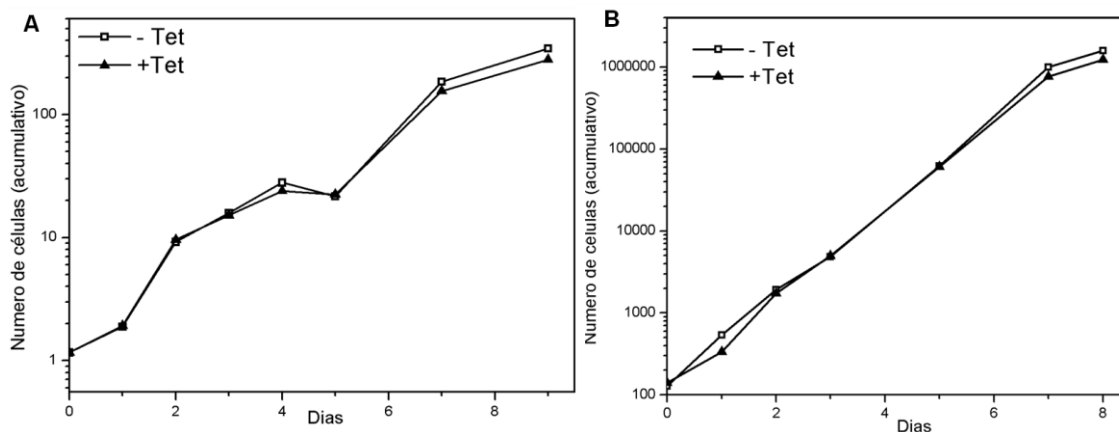 A
- Tet
+Tet
100
10
1
Numero de células (acumulativo)
0
2
4
6
8
Dias
B
- Tet
+Tet
1000000
100000
10000
1000
100
Numero de celulas (acumulativo)
0
2
4
6
8
Dias